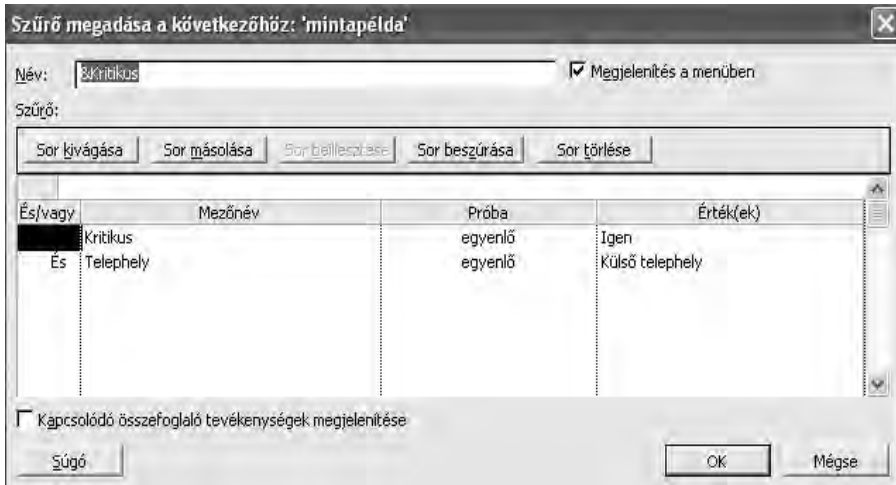 Szűrő megadása a következőhöz: 'mintapélda'
Név: &Kritikus Megjelenítés a menüben
Szűrő:
Sor kivágása Sor másolása Sor beillesztése Sor beszúrása Sor törlése
És/vagy Mezőnév Próba Érték(ek)
Kritikus egyenlő Igen
És Telephely egyenlő Külső telephely
Kapcsolódó összefoglaló tevékenységek megjelenítése
Súgó OK Mégse